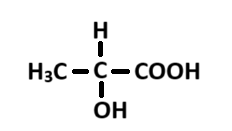 H
H₃C – C – COOH
OH